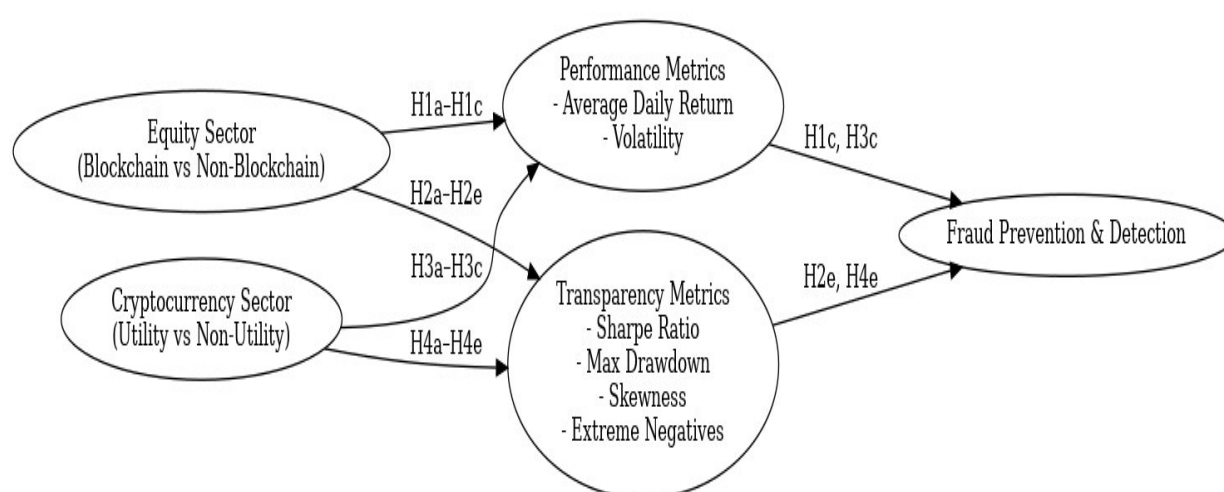 Equity Sector
(Blockchain vs Non-Blockchain)
Cryptocurrency Sector
(Utility vs Non-Utility)
H1a–H1c
H2a–H2e
H3a–H3c
H4a–H4e
Performance Metrics
- Average Daily Return
- Volatility
Transparency Metrics
- Sharpe Ratio
- Max Drawdown
- Skewness
- Extreme Negatives
H1c, H3c
H2e, H4e
Fraud Prevention & Detection